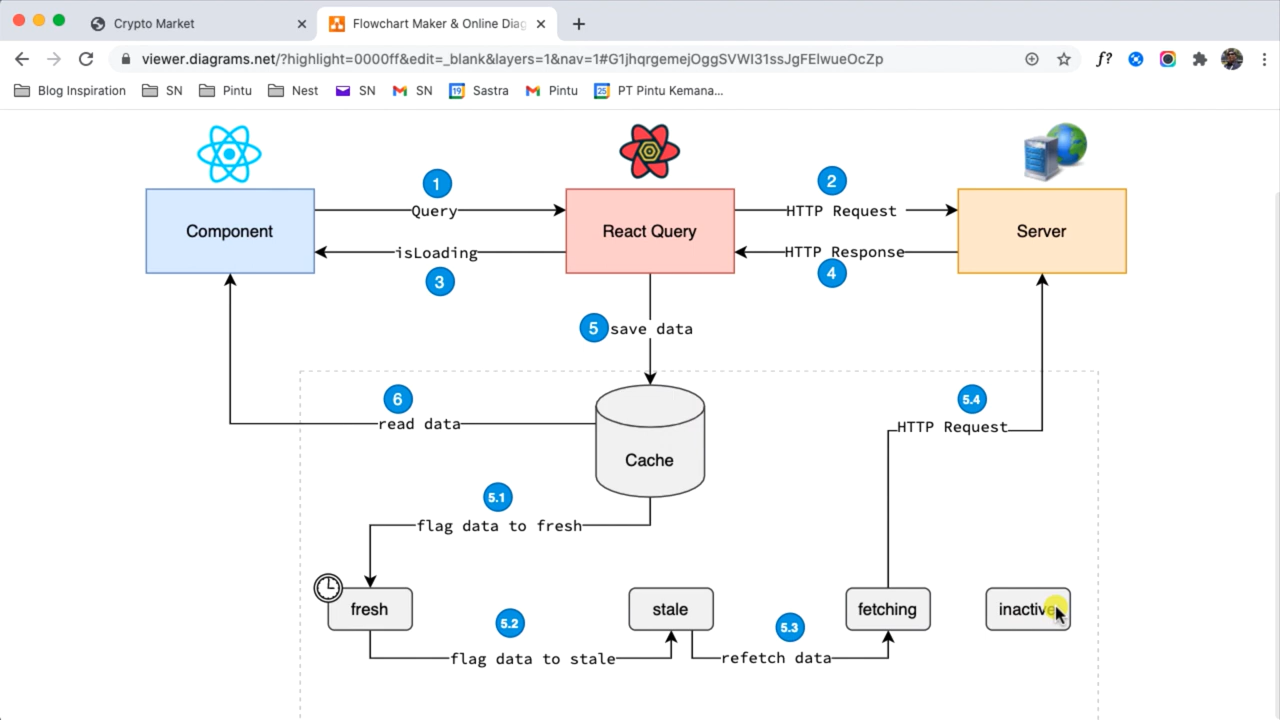 Crypto Market
Flowchart Maker & Online Diag
viewer.diagrams.net/?highlight=0000ff&edit=_blank&layers=1&nav=1#G1jhqrgemejOggSVWI31ssJgFElwueOcZp
f?
Blog Inspiration
SN
Pintu
Nest
SN
SN
19
Sastra
Pintu
25
PT Pintu Kemana...
1
2
Component
Query
React Query
HTTP Request
Server
isLoading
HTTP Response
3
4
5
save data
6
5.4
read data
HTTP Request
Cache
5.1
flag data to fresh
fresh
stale
fetching
inactive
5.2
5.3
flag data to stale
refetch data